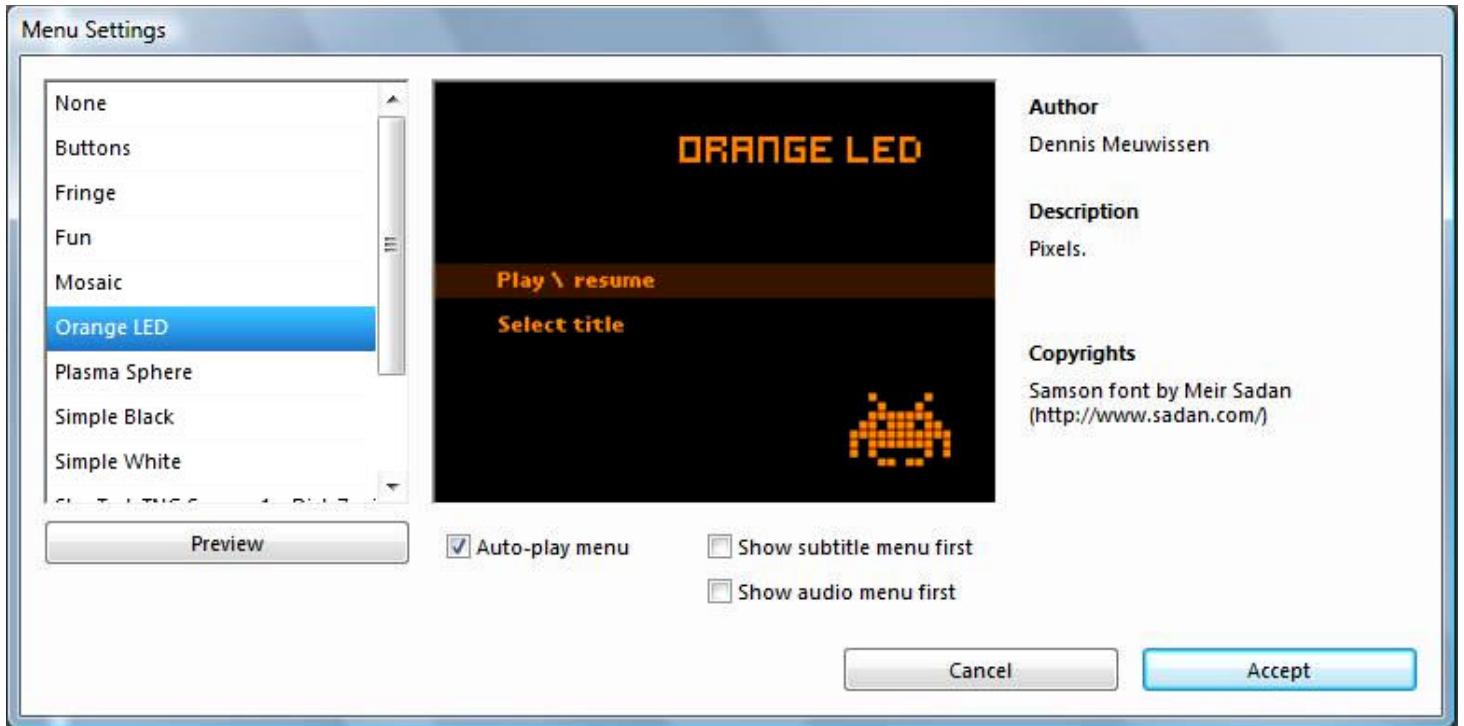 Menu Settings
None
Buttons
Fringe
Fun
Mosaic
Orange LED
Plasma Sphere
Simple Black
Simple White
Preview
ORANGE LED
Play \ resume
Select title
Auto-play menu
Show subtitle menu first
Show audio menu first
Author
Dennis Meuwissen
Description
Pixels.
Copyrights
Samson font by Meir Sadan
(http://www.sadan.com/)
Cancel
Accept